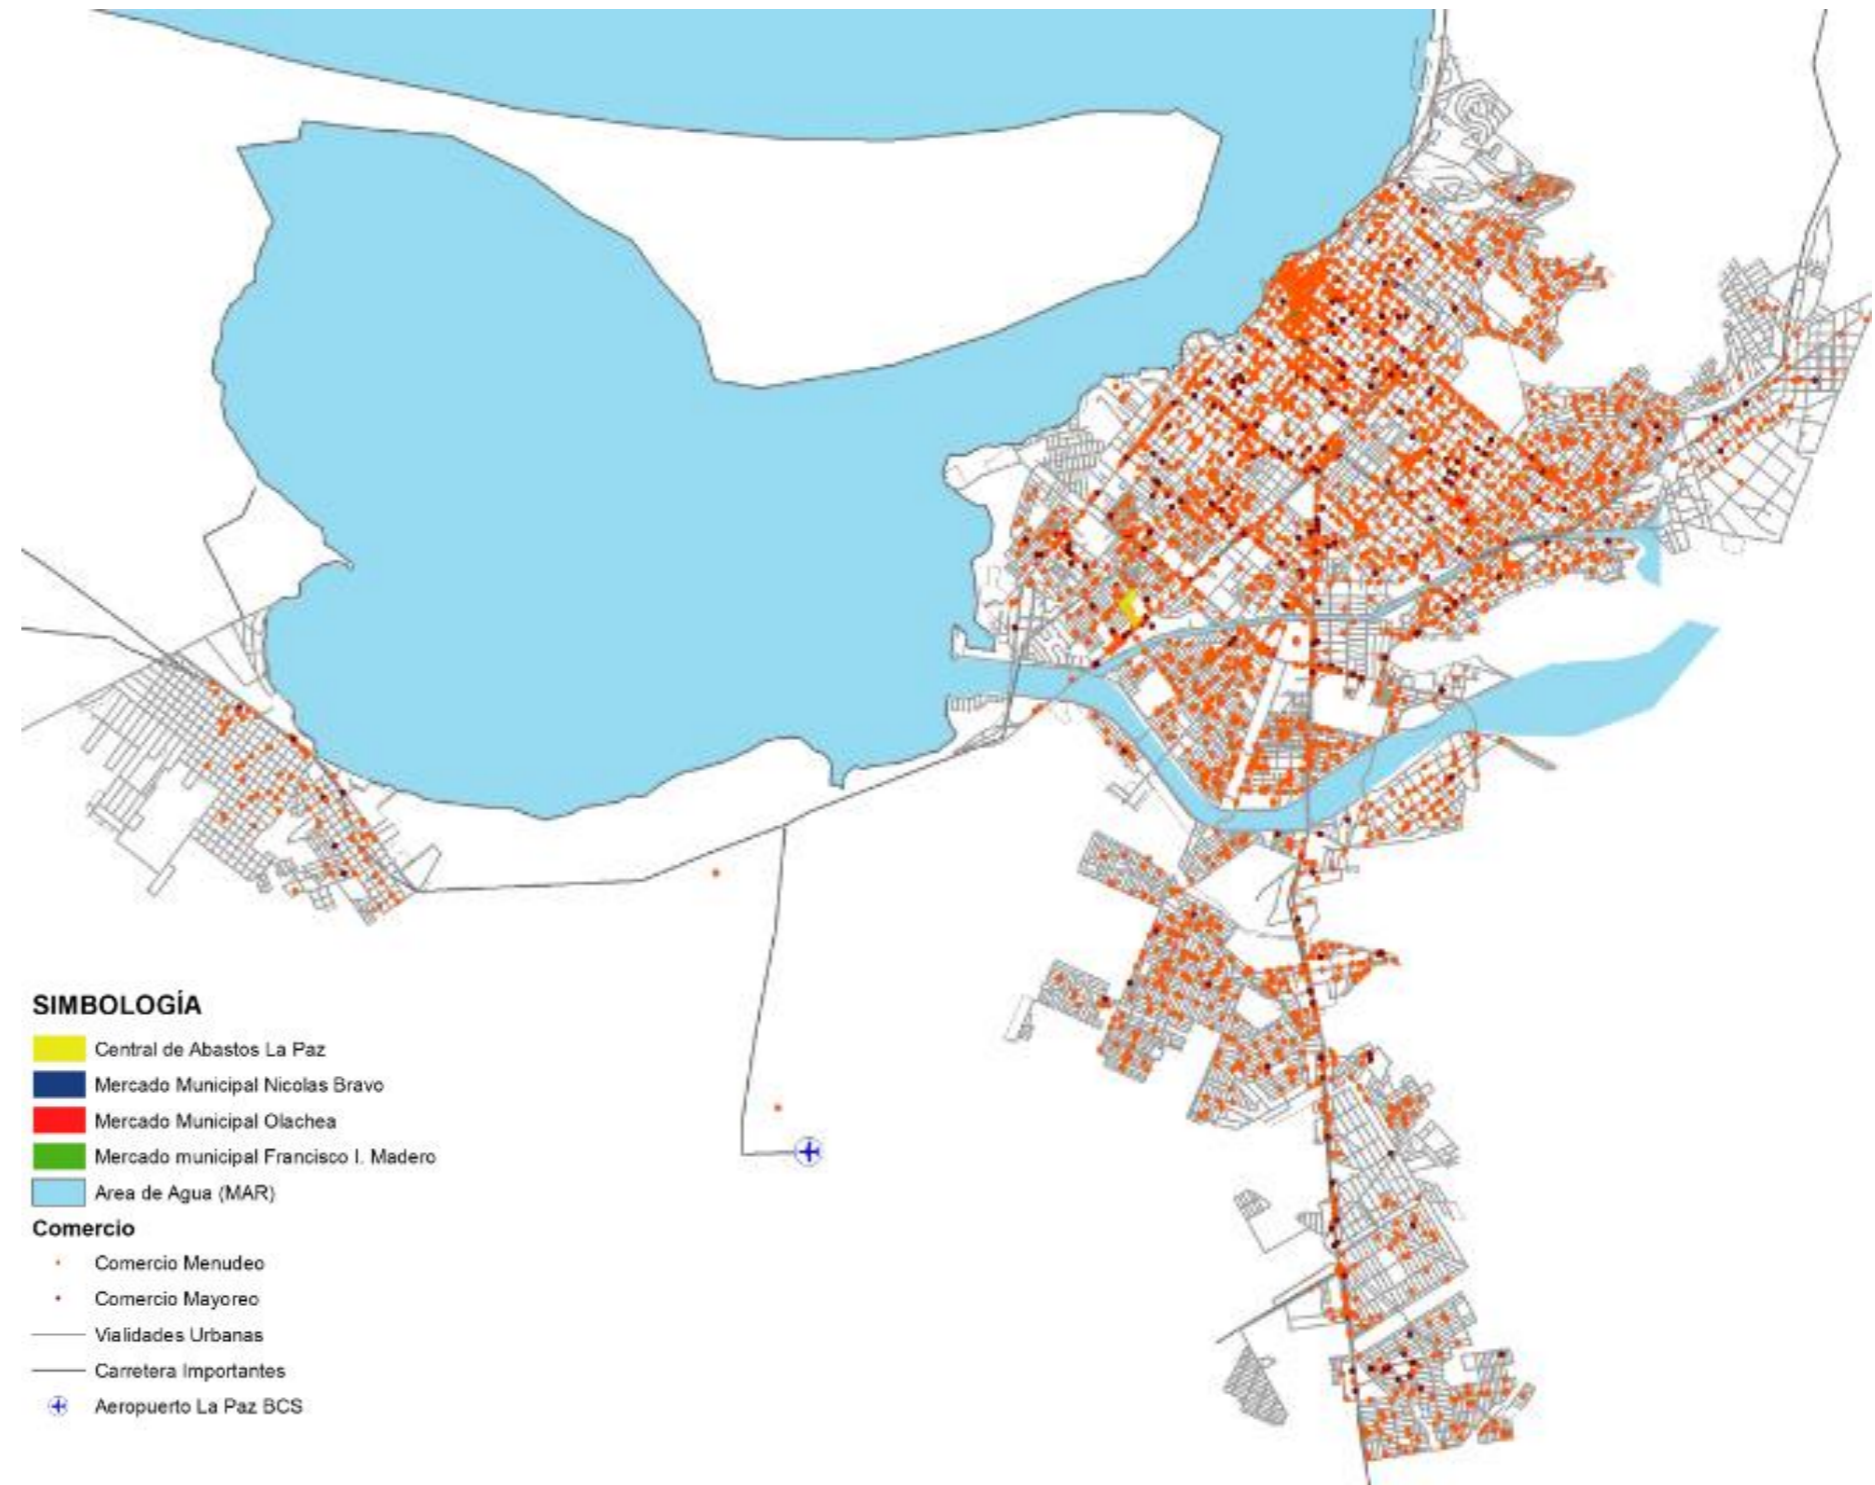 SIMBOLOGÍA
Central de Abastos La Paz
Mercado Municipal Nicolas Bravo
Mercado Municipal Olachea
Mercado municipal Francisco I. Madero
Area de Agua (MAR)
Comercio
Comercio Menudeo
Comercio Mayoreo
Vialidades Urbanas
Carretera Importantes
Aeropuerto La Paz BCS